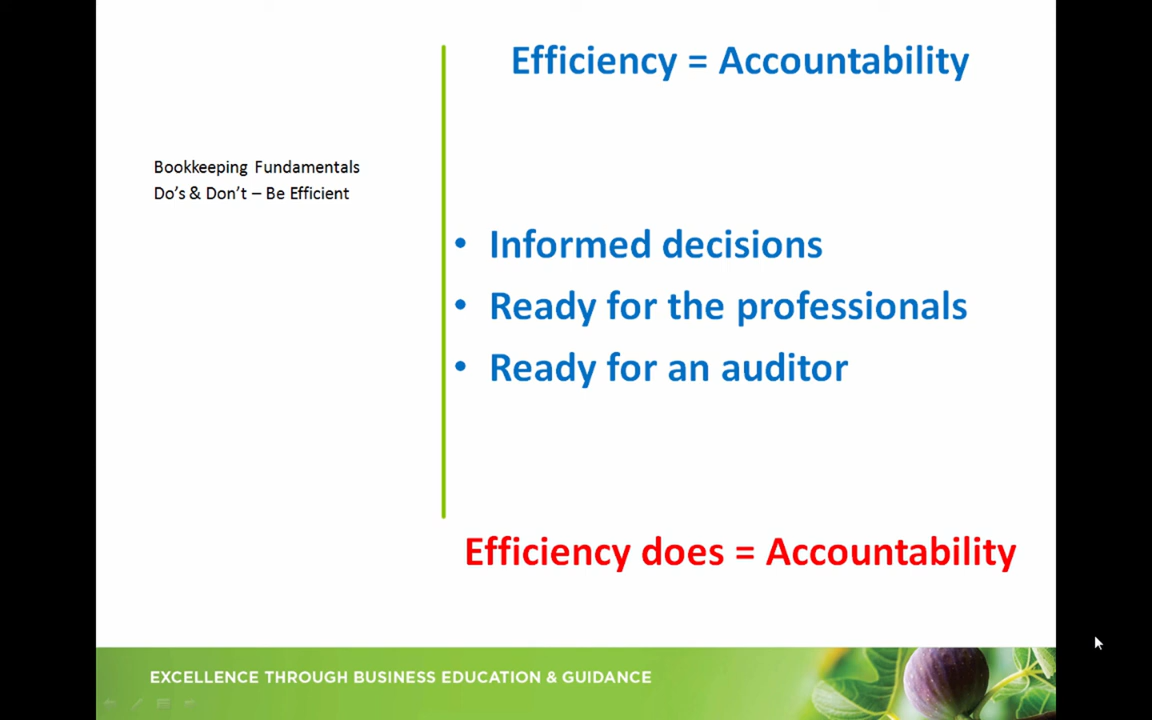 Efficiency = Accountability
Bookkeeping Fundamentals
Do's & Don't – Be Efficient
• Informed decisions
• Ready for the professionals
• Ready for an auditor
Efficiency does = Accountability
EXCELLENCE THROUGH BUSINESS EDUCATION & GUIDANCE